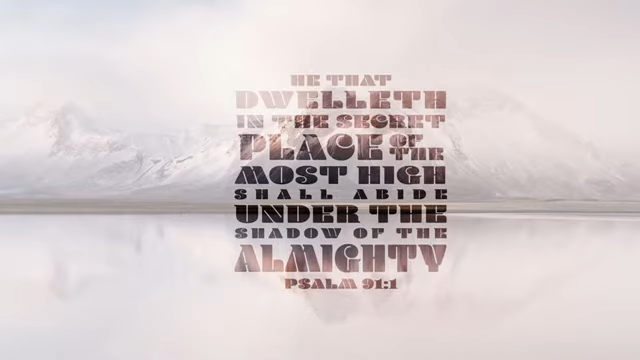 HE THAT
DWELLETH
IN THE SECRET
PLACE OF THE
MOST HIGH
SHALL ABIDE
UNDER THE
SHADOW OF THE
ALMIGHTY
PSALM 91:1